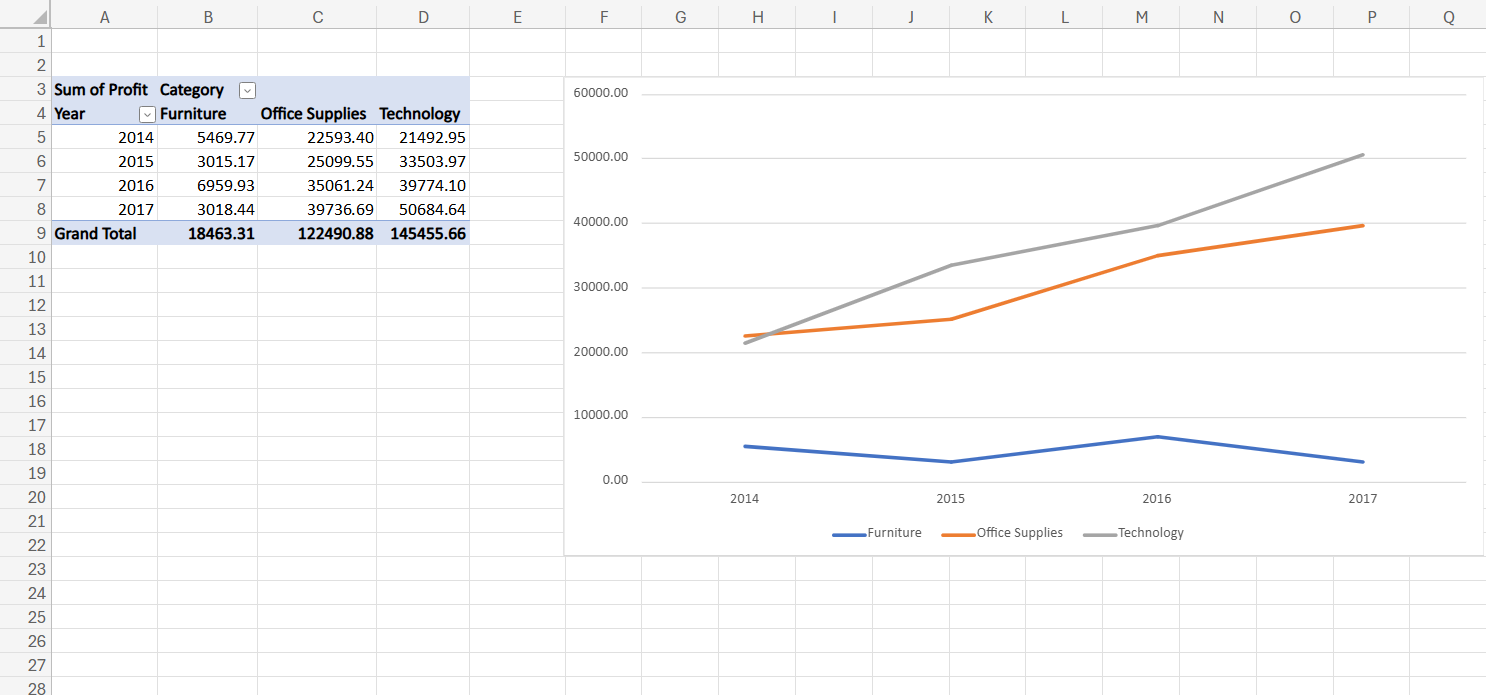 A B C D E F G H I J K L M N O P Q
1
2
3 Sum of Profit Category
4 Year Furniture Office Supplies Technology
5 2014 5469.77 22593.40 21492.95
6 2015 3015.17 25099.55 33503.97
7 2016 6959.93 35061.24 39774.10
8 2017 3018.44 39736.69 50684.64
9 Grand Total 18463.31 122490.88 145455.66
10
11
12
13
14
15
16
17
18
19
20
21
22
23
24
25
26
27
28
60000.00
50000.00
40000.00
30000.00
20000.00
10000.00
0.00
2014 2015 2016 2017
Furniture Office Supplies Technology